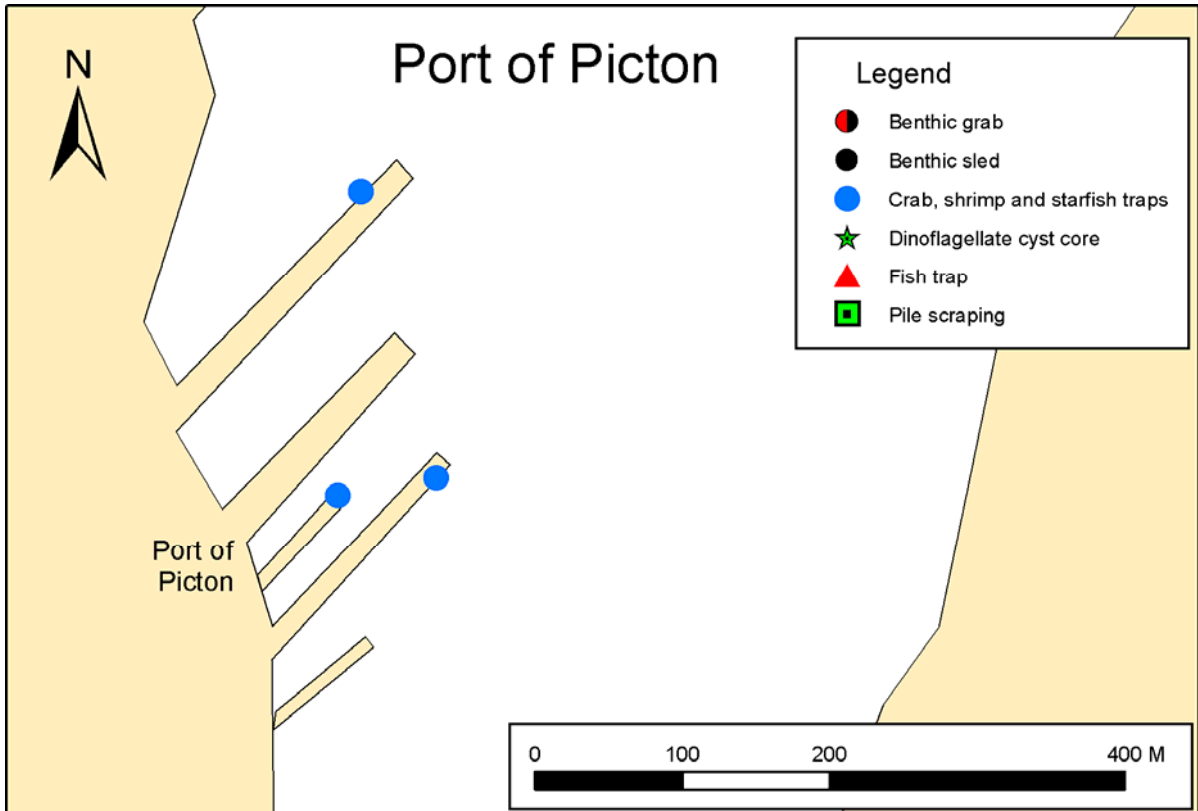 Port of Picton
N
Legend
Benthic grab
Benthic sled
Crab, shrimp and starfish traps
Dinoflagellate cyst core
Fish trap
Pile scraping
Port of
Picton
0 100 200 400 M